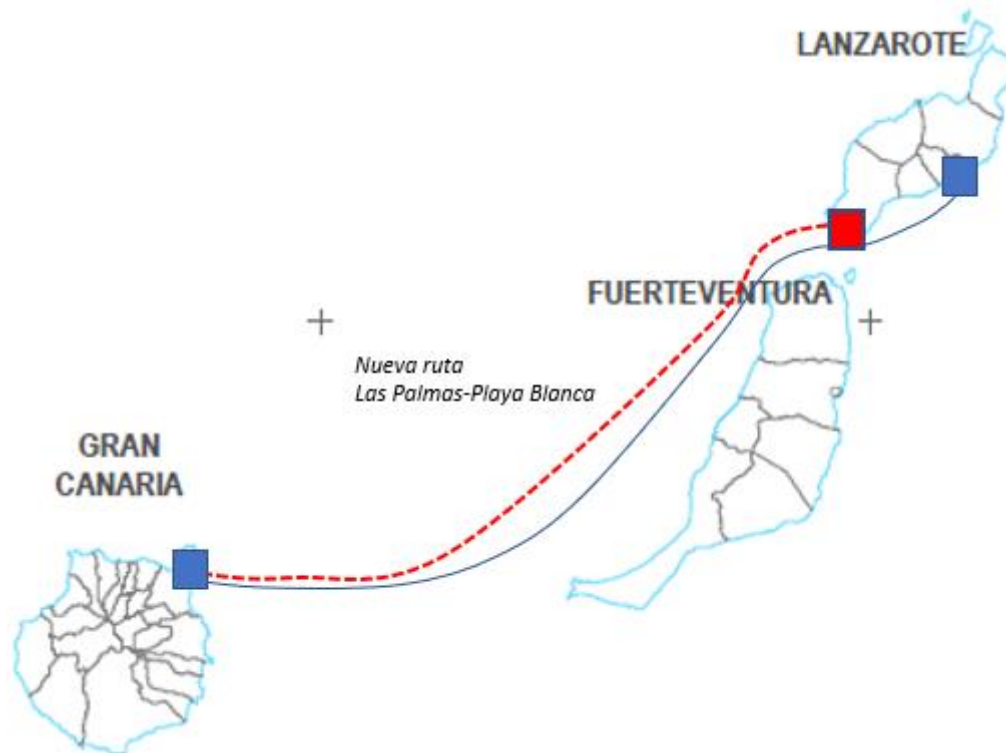 LANZAROTE
FUERTEVENTURA
Nueva ruta
Las Palmas-Playa Blanca
GRAN
CANARIA